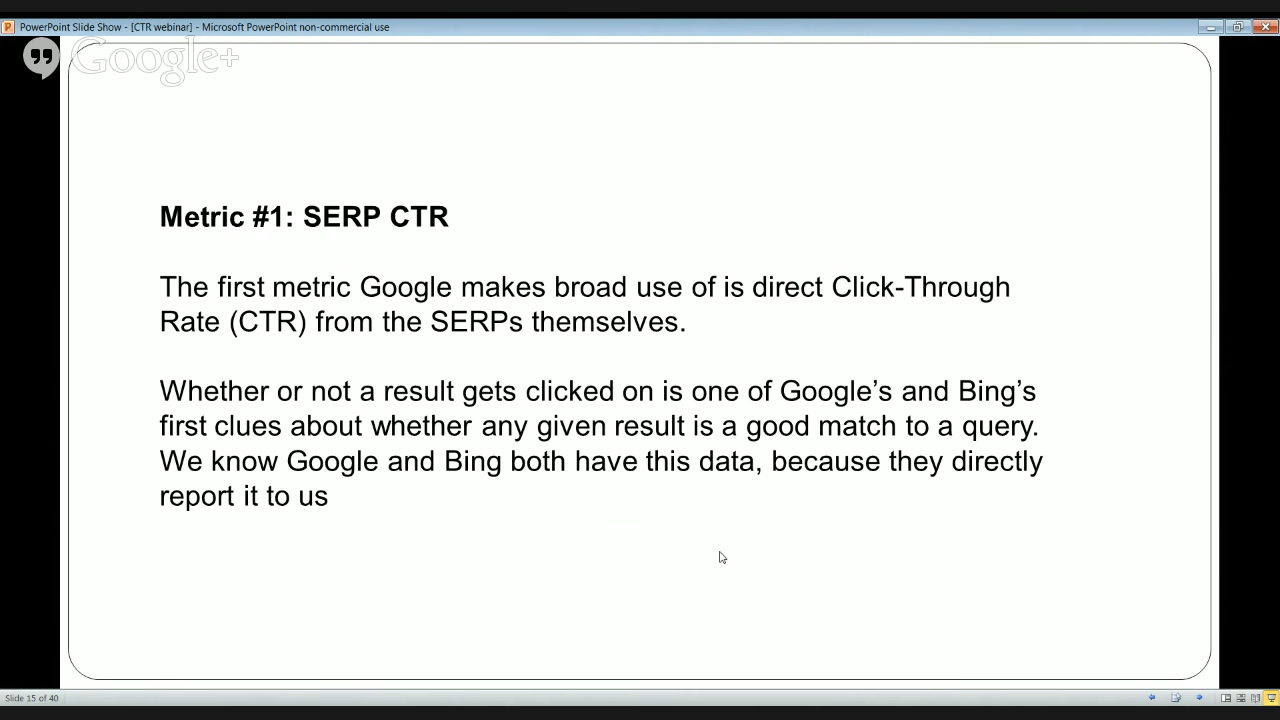 PowerPoint Slide Show - [CTR webinar] - Microsoft PowerPoint non-commercial use
Google+
Metric #1: SERP CTR
The first metric Google makes broad use of is direct Click-Through
Rate (CTR) from the SERPs themselves.
Whether or not a result gets clicked on is one of Google’s and Bing’s
first clues about whether any given result is a good match to a query.
We know Google and Bing both have this data, because they directly
report it to us
Slide 15 of 40